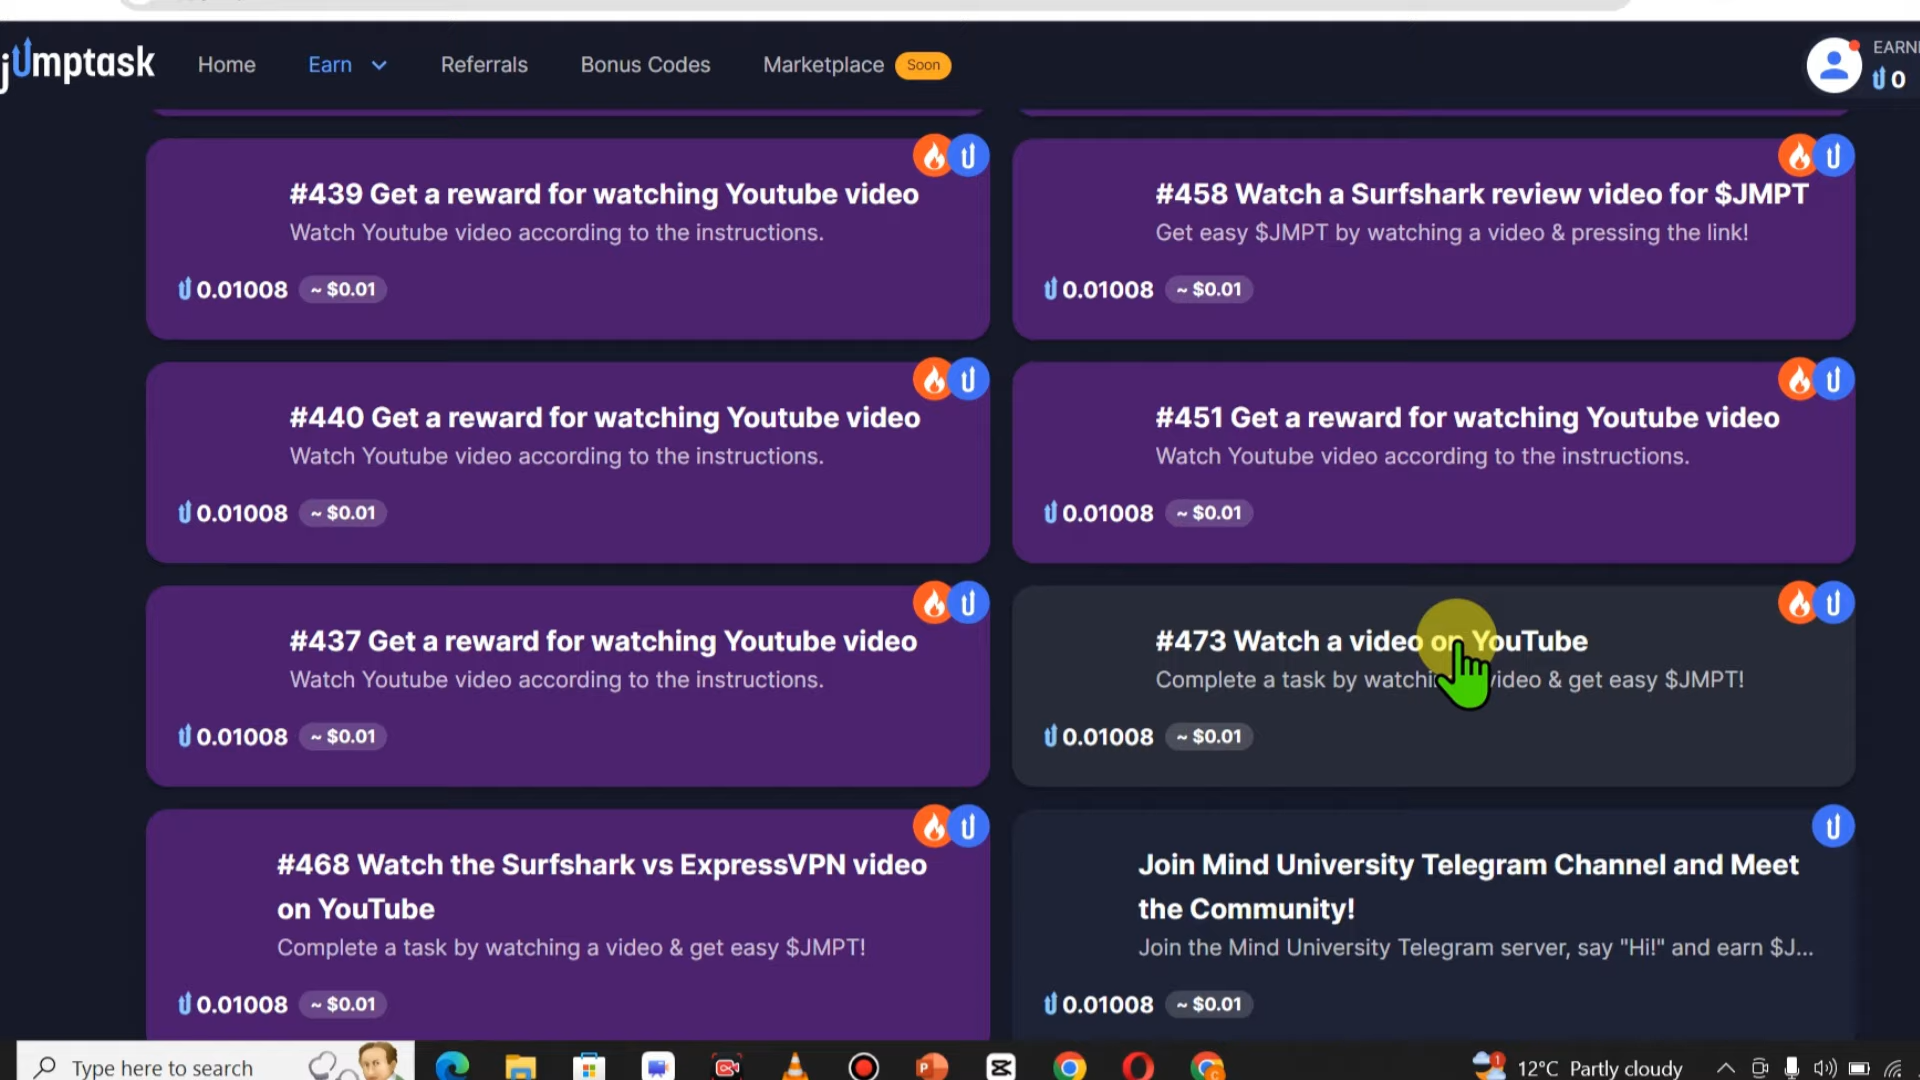 jumptask
Home Earn Referrals Bonus Codes Marketplace Soon
EARNI
0
#439 Get a reward for watching Youtube video
Watch Youtube video according to the instructions.
0.01008 ~ $0.01
#458 Watch a Surfshark review video for $JMPT
Get easy $JMPT by watching a video & pressing the link!
0.01008 ~ $0.01
#440 Get a reward for watching Youtube video
Watch Youtube video according to the instructions.
0.01008 ~ $0.01
#451 Get a reward for watching Youtube video
Watch Youtube video according to the instructions.
0.01008 ~ $0.01
#437 Get a reward for watching Youtube video
Watch Youtube video according to the instructions.
0.01008 ~ $0.01
#473 Watch a video on YouTube
Complete a task by watchi video & get easy $JMPT!
0.01008 ~ $0.01
#468 Watch the Surfshark vs ExpressVPN video
on YouTube
Complete a task by watching a video & get easy $JMPT!
0.01008 ~ $0.01
Join Mind University Telegram Channel and Meet
the Community!
Join the Mind University Telegram server, say "Hi!" and earn $J...
0.01008 ~ $0.01
Type here to search
1
12°C Partly cloudy